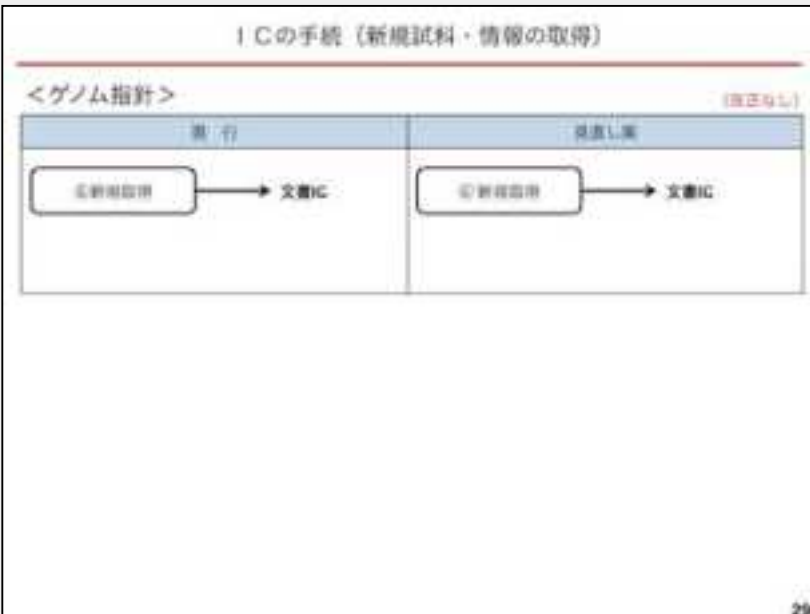 ＩＣの手続（新規試料・情報の取得）
＜ゲノム指針＞
（改正なし）
現 行
見直し案
①新規取得
文書IC
①新規取得
文書IC
29